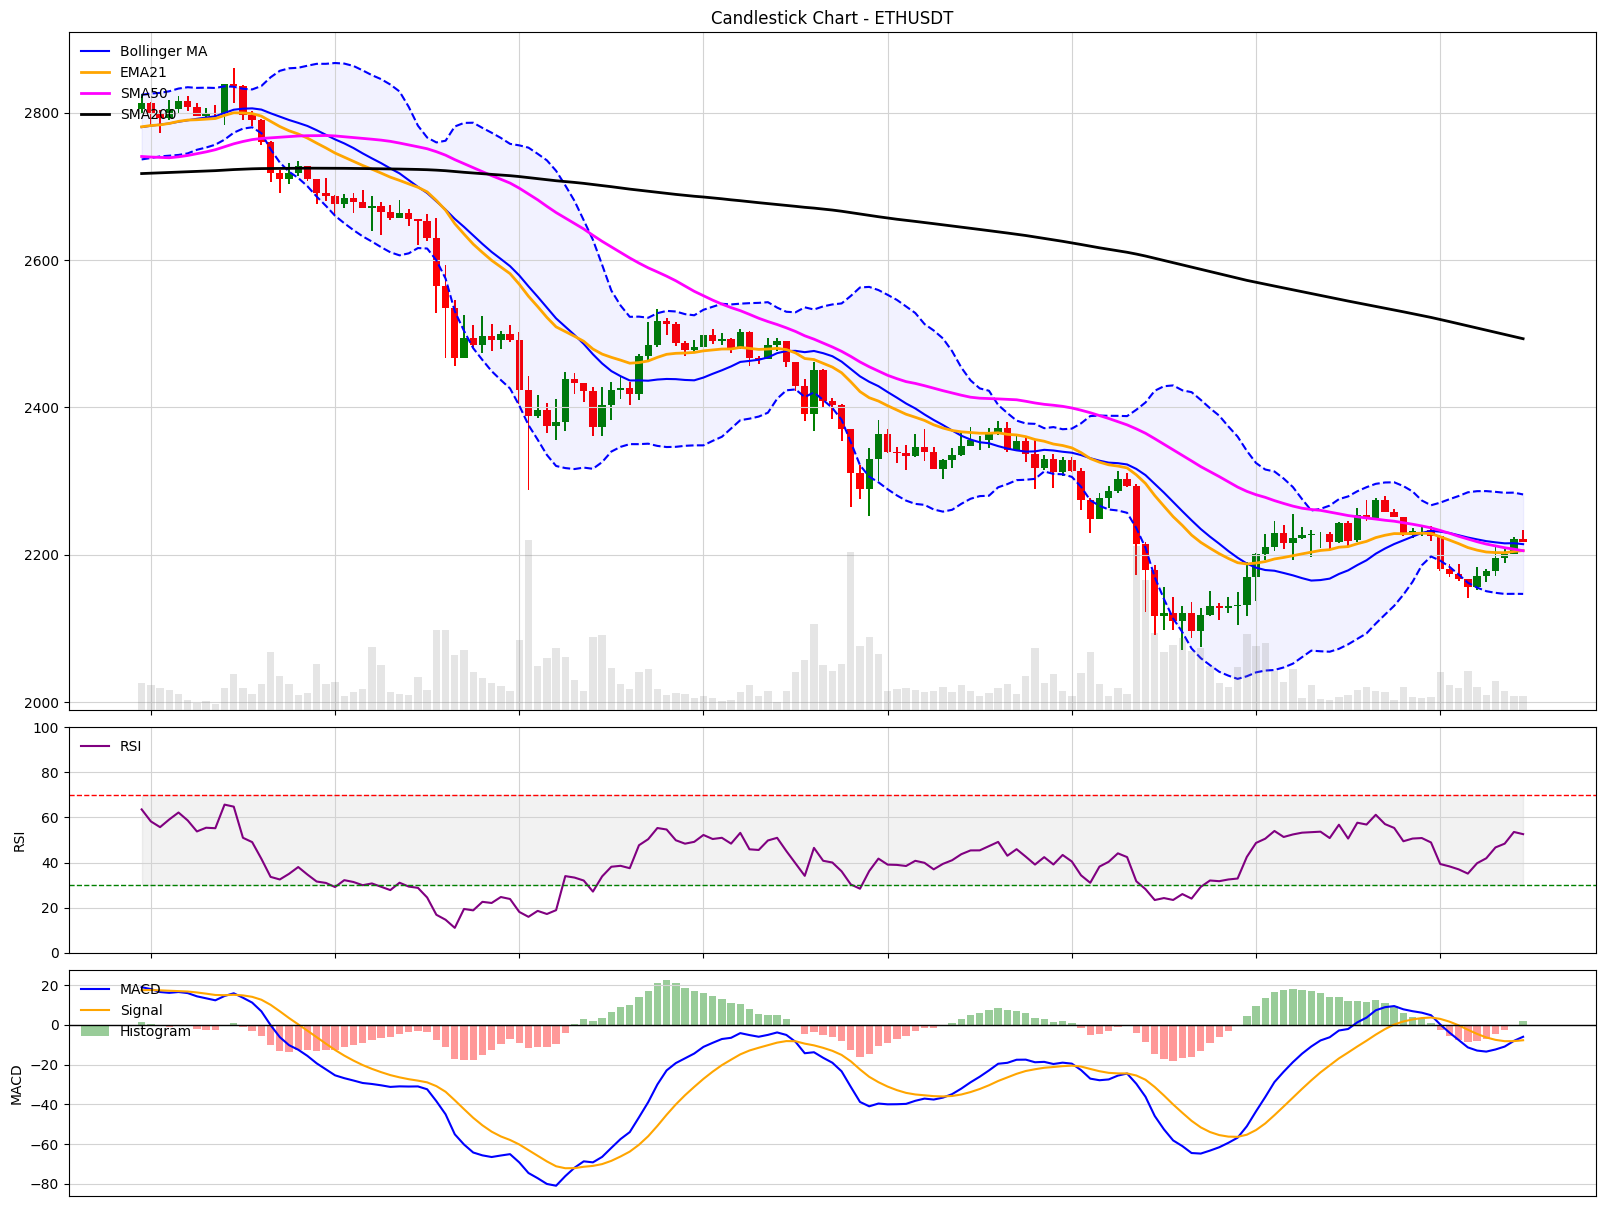 Candlestick Chart - ETHUSDT
Bollinger MA
EMA21
SMA50
SMA200
2800
2600
2400
2200
2000
RSI
100
80
60
40
20
0
RSI
MACD
Signal
Histogram
20
0
−20
−40
−60
−80
MACD